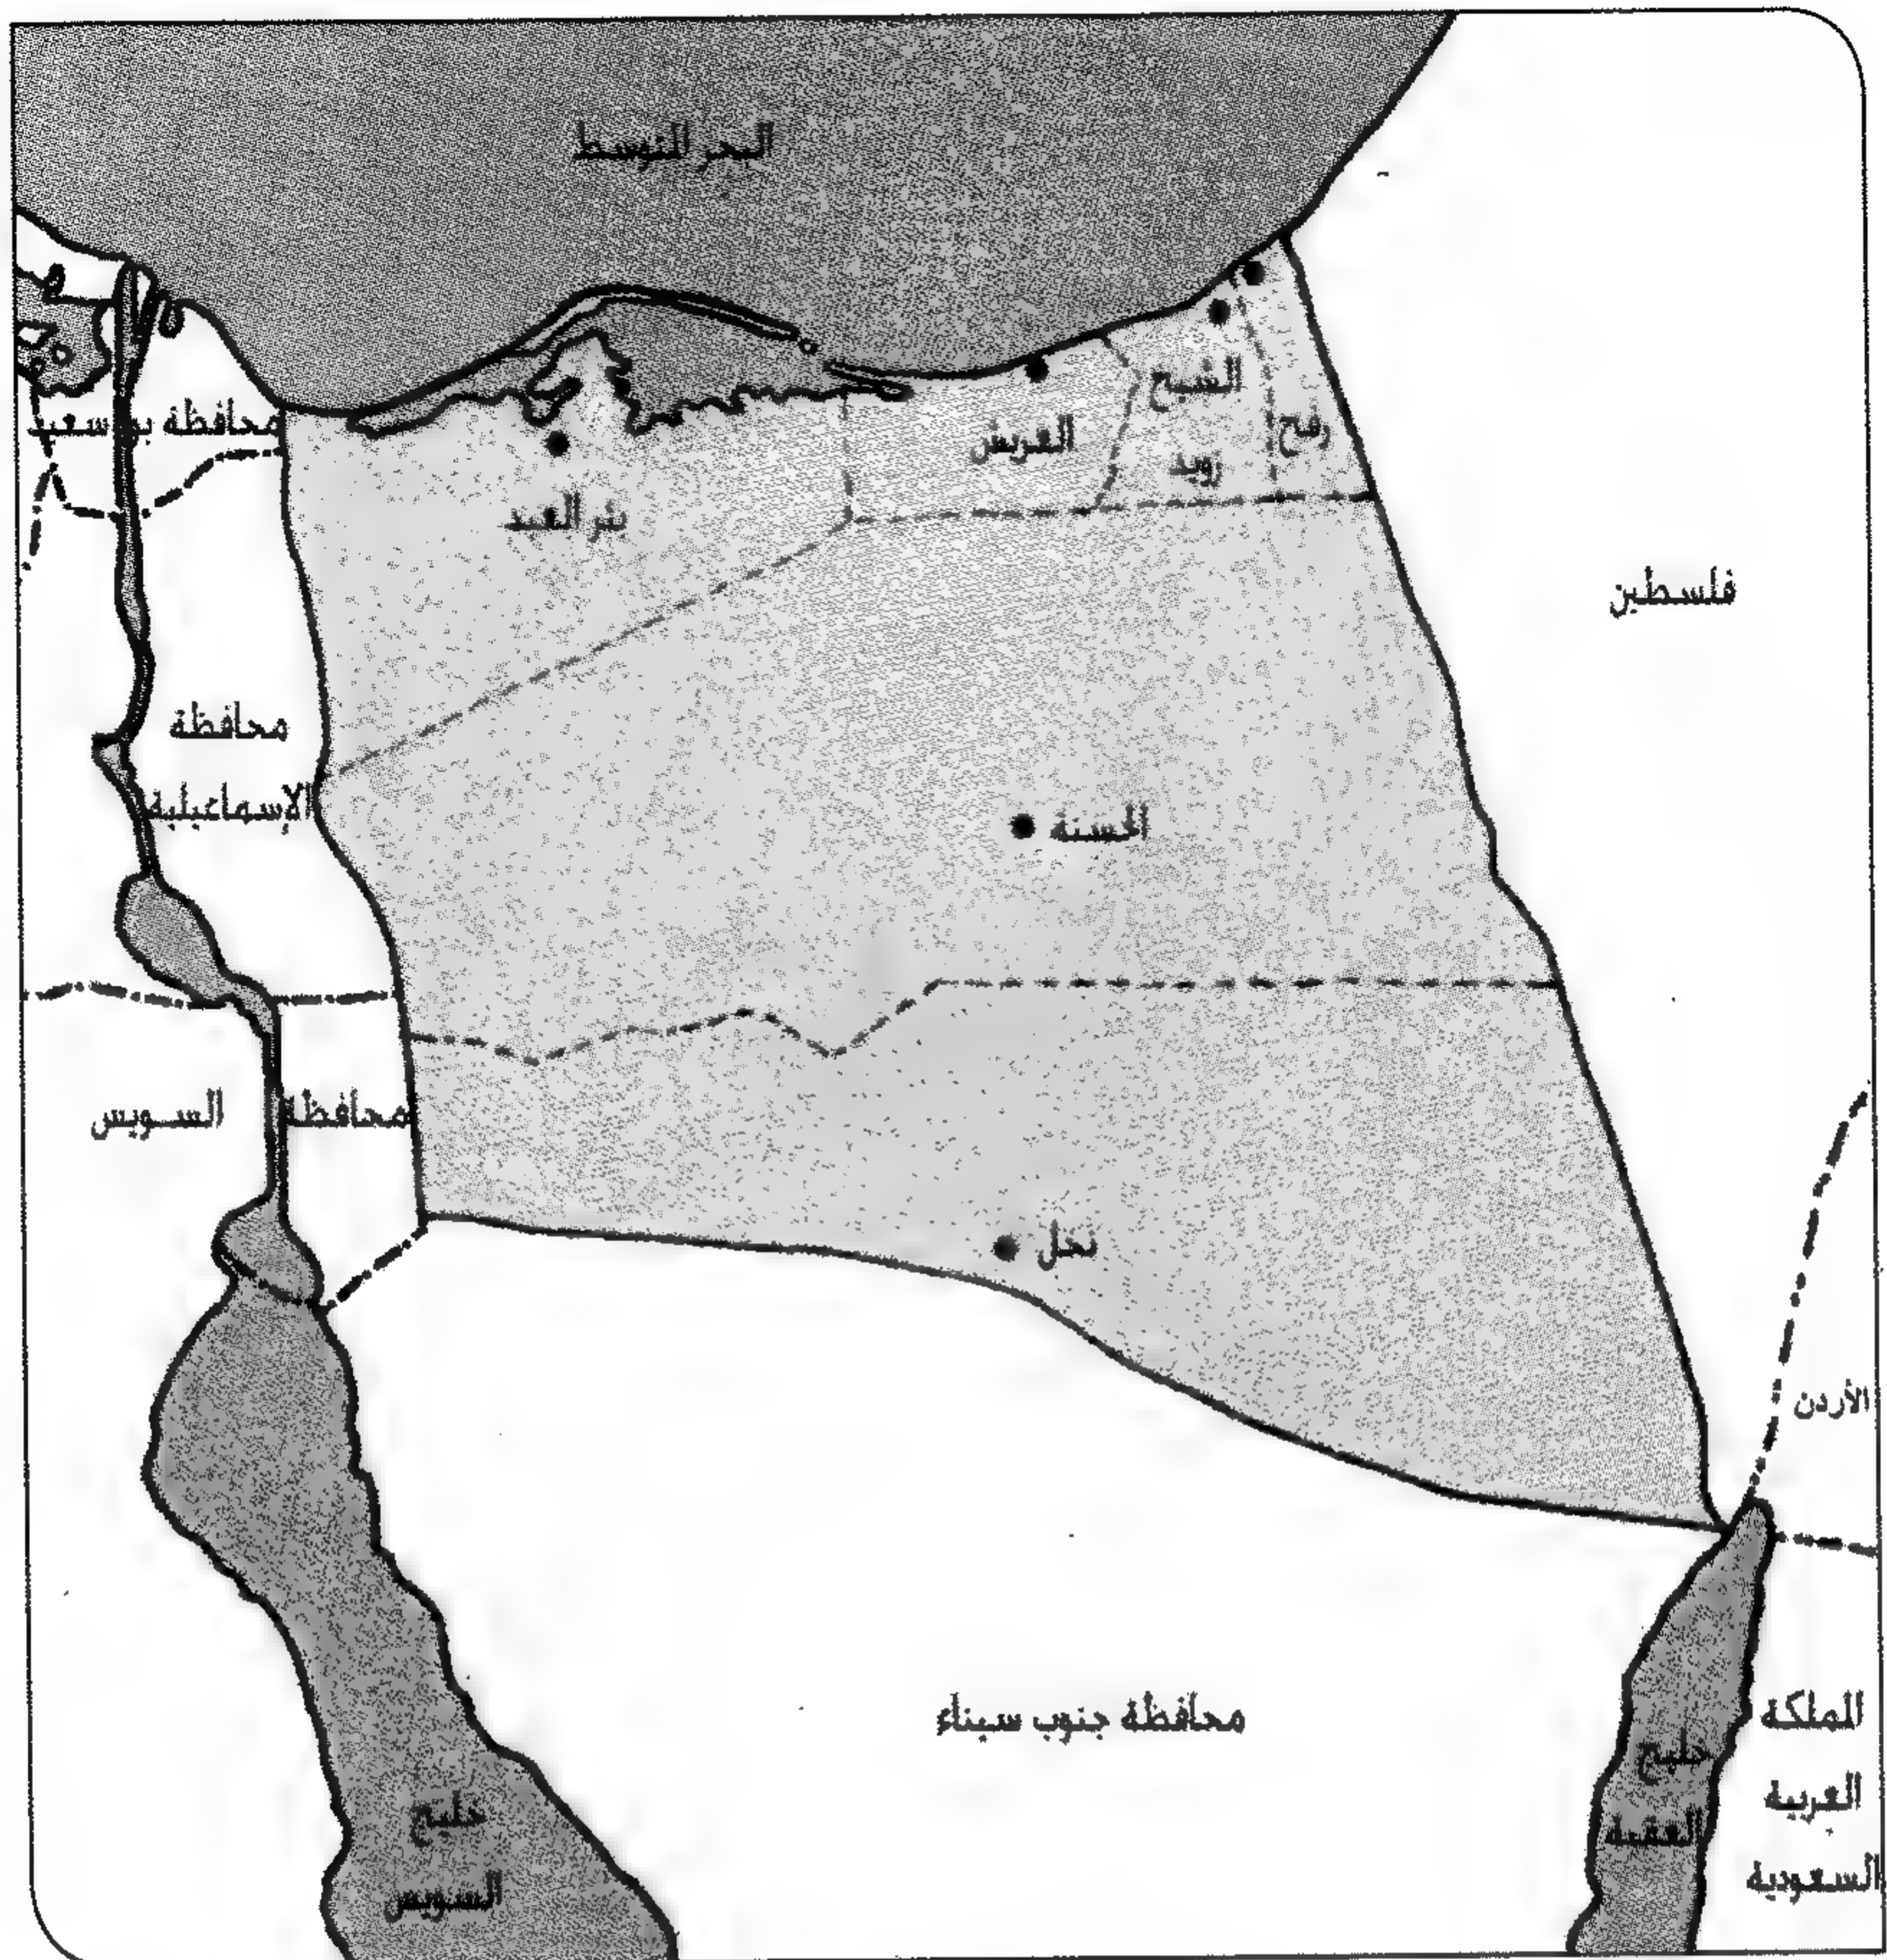 البحر المتوسط
محافظة بورسعيد
الشيخ
زويد
رفح
العريش
بئر العبد
فلسطين
محافظة
الإسماعيلية
الحسنة
محافظة السويس
نخل
الأردن
محافظة جنوب سيناء
خليج
السويس
خليج
العقبة
المملكة
العربية
السعودية